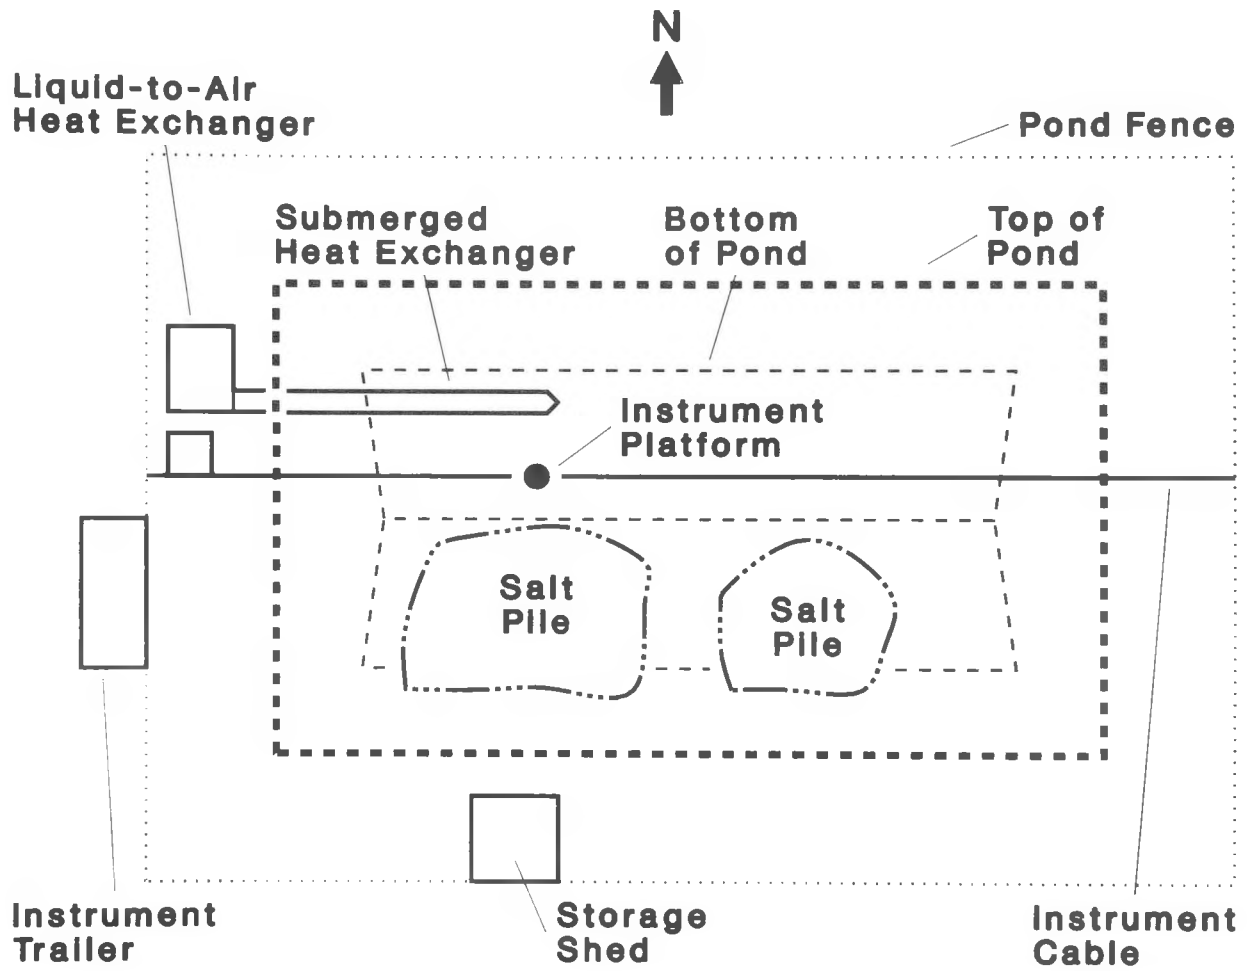 N
Liquid-to-Air
Heat Exchanger
Pond Fence
Submerged
Heat Exchanger
Bottom
of Pond
Top of
Pond
Instrument
Platform
Salt
Pile
Salt
Pile
Instrument
Trailer
Storage
Shed
Instrument
Cable